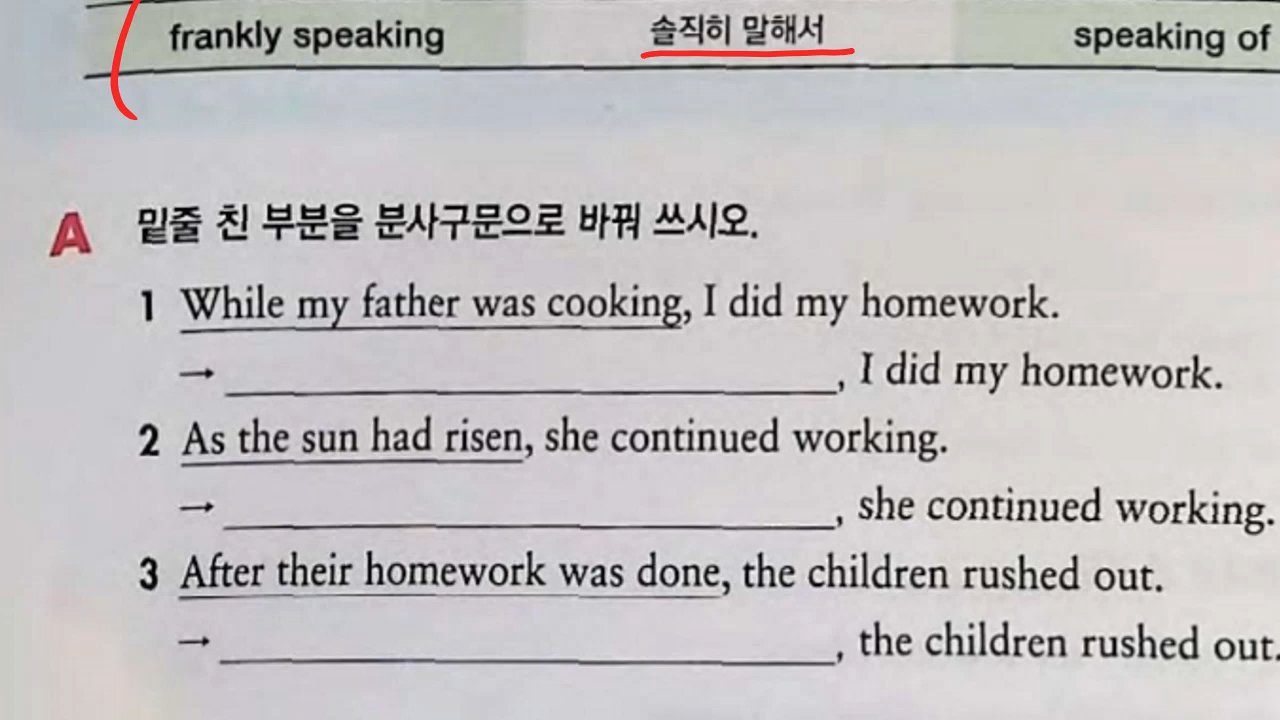 frankly speaking 솔직히 말해서 speaking of
A 밑줄 친 부분을 분사구문으로 바꿔 쓰시오.
1 While my father was cooking, I did my homework.
→ ____________________, I did my homework.
2 As the sun had risen, she continued working.
→ ____________________, she continued working.
3 After their homework was done, the children rushed out.
→ ____________________, the children rushed out.